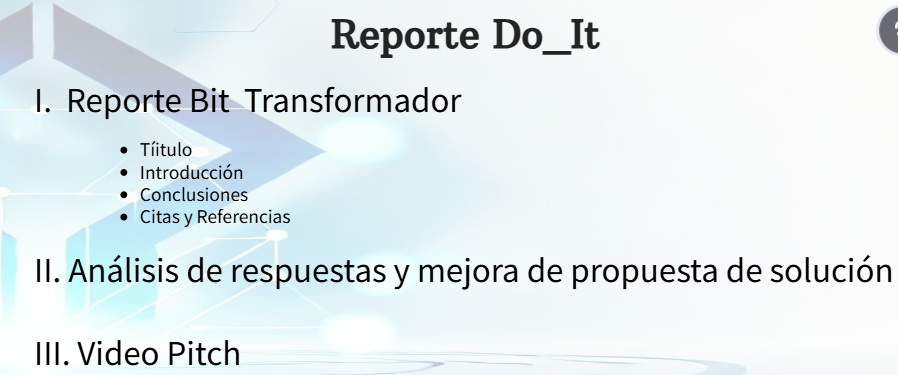 Reporte Do_It
I. Reporte Bit Transformador
• Tíitulo
• Introducción
• Conclusiones
• Citas y Referencias
II. Análisis de respuestas y mejora de propuesta de solución
III. Video Pitch